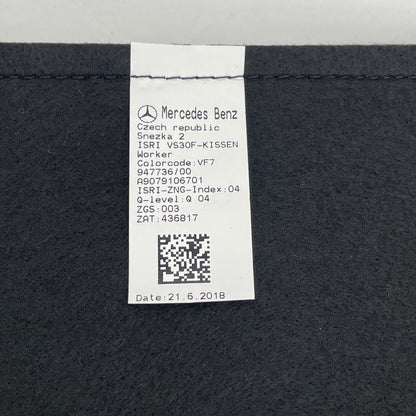 Mercedes Benz
Czech republic
Snezka 2
ISRI VS30F-KISSEN
Worker
Colorcode:VF7
947736/00
A9079106701
ISRI-ZNG-Index:04
Q-level:Q 04
ZGS:003
ZAT:436817
Date:21.6.2018